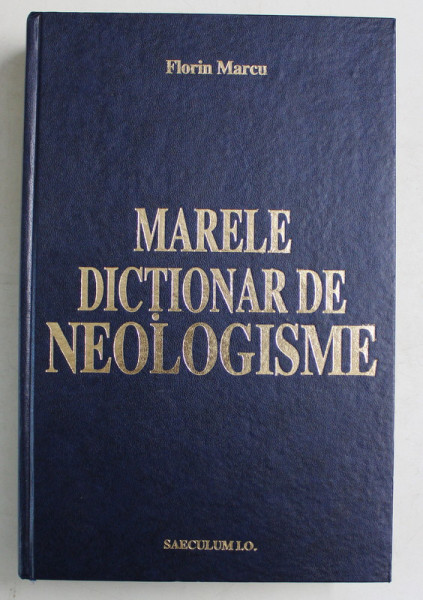 Florin Marcu
MARELE
DICȚIONAR DE
NEOLOGISME
SAECULUM I.O.